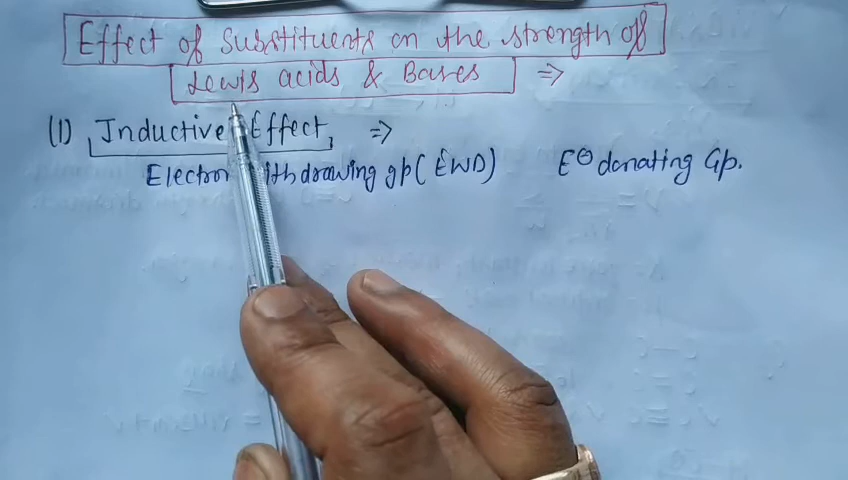 Effect of Substituents on the strength of
Lewis acids & Bases ⇒
(1) Inductive Effect ⇒
Electron withdrawing gp( EWD) E⊖ donating Gp.